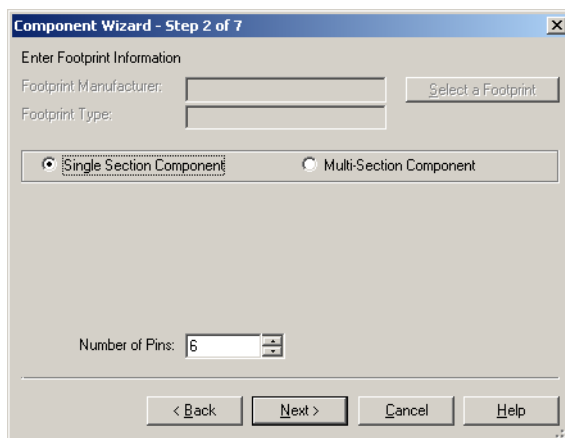 Component Wizard - Step 2 of 7
Enter Footprint Information
Footprint Manufacturer:
Select a Footprint
Footprint Type:
Single Section Component Multi-Section Component
Number of Pins: 6
< Back Next > Cancel Help